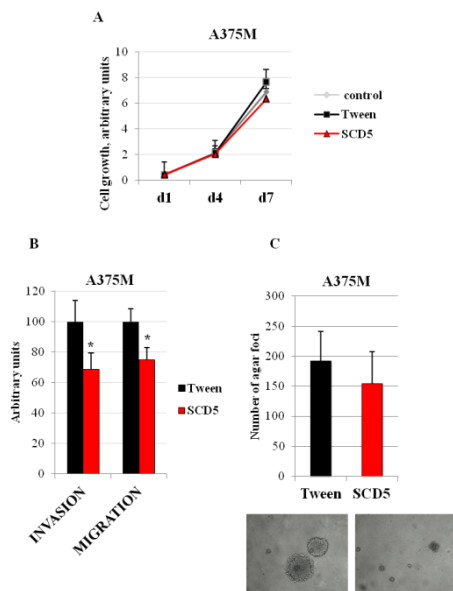 A
A375M
Cell growth, arbitrary units
10
8
6
4
2
0
d1 d4 d7
control
Tween
SCD5
B
A375M
Arbitrary units
120
100
80
60
40
20
0
* *
INVASION
MIGRATION
Tween
SCD5
C
A375M
Number of agar foci
300
250
200
150
100
50
0
Tween SCD5